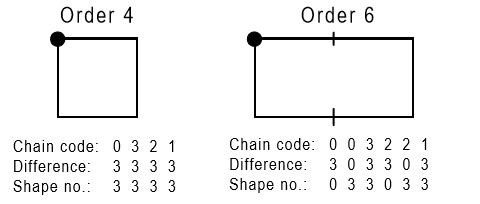 Order 4
Chain code: 0 3 2 1
Difference: 3 3 3 3
Shape no.: 3 3 3 3
Order 6
Chain code: 0 0 3 2 2 1
Difference: 3 0 3 3 0 3
Shape no.: 0 3 3 0 3 3